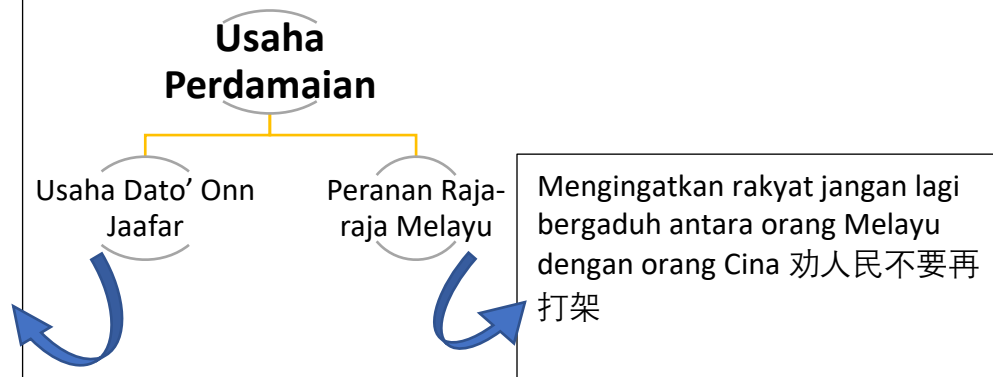 Usaha
Perdamaian
Usaha Dato’ Onn
Jaafar
Peranan Raja-
raja Melayu
Mengingatkan rakyat jangan lagi
bergaduh antara orang Melayu
dengan orang Cina 劝人民不要再
打架